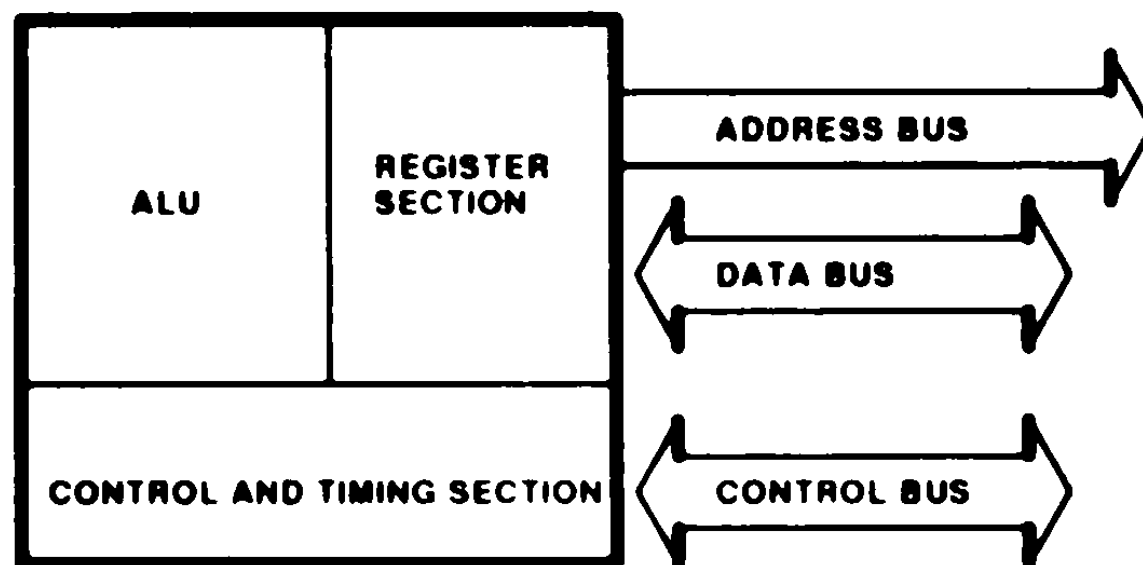 ALU
REGISTER
SECTION
CONTROL AND TIMING SECTION
ADDRESS BUS
DATA BUS
CONTROL BUS